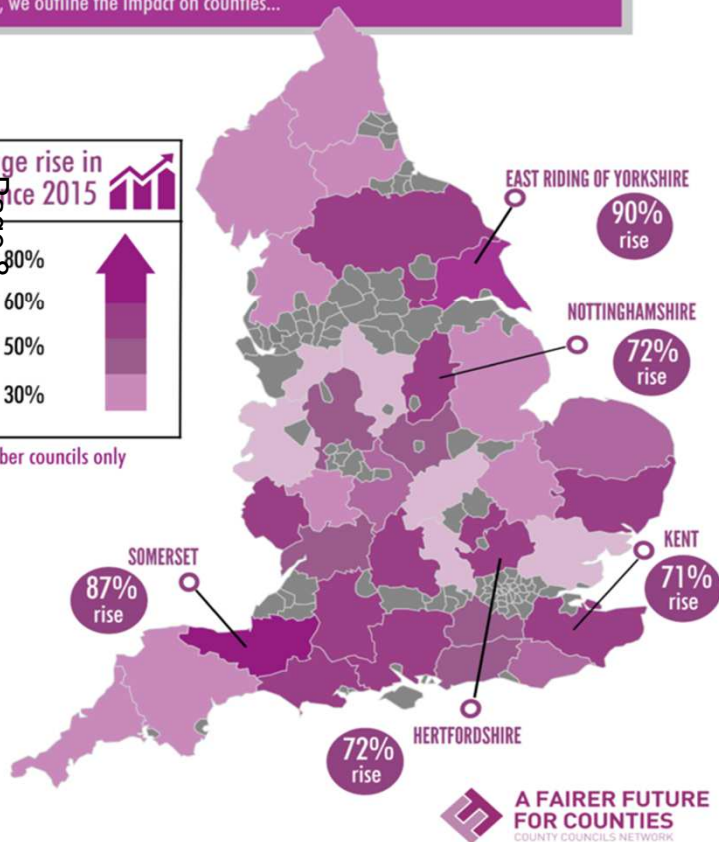 , we outline the impact on counties...
ge rise in
ce 2015
80%
60%
50%
30%
ber councils only
EAST RIDING OF YORKSHIRE
90%
rise
NOTTINGHAMSHIRE
72%
rise
SOMERSET
87%
rise
KENT
71%
rise
HERTFORDSHIRE
72%
rise
A FAIRER FUTURE
FOR COUNTIES
COUNTY COUNCILS NETWORK